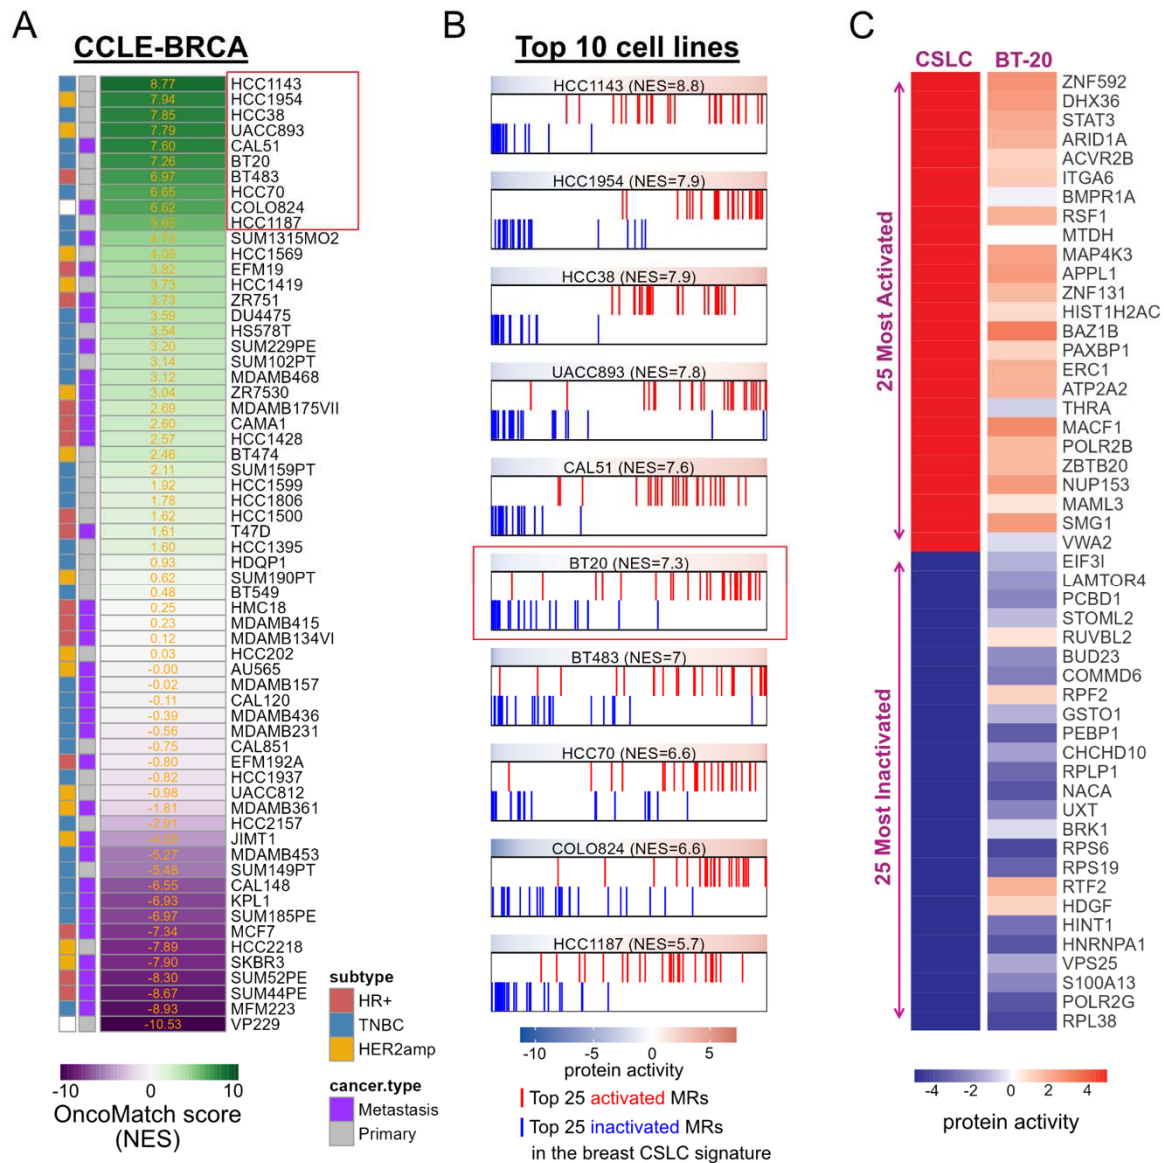 A
CCLE-BRCA
8.77 HCC1143
7.94 HCC1954
7.85 HCC38
7.79 UACC893
7.60 CAL51
7.26 BT20
6.97 BT483
6.65 HCC70
6.62 COLO824
5.65 HCC1187
4.74 SUM1315MO2
4.06 HCC1569
3.82 EFM19
3.73 HCC1419
3.73 ZR751
3.59 DU4475
3.54 HS578T
3.20 SUM229PE
3.14 SUM102PT
3.12 MDAMB468
3.04 ZR7530
2.69 MDAMB175VII
2.60 CAMA1
2.57 HCC1428
2.46 BT474
2.11 SUM159PT
1.92 HCC1599
1.78 HCC1806
1.62 HCC1500
1.61 T47D
1.60 HCC1395
0.93 HDQP1
0.62 SUM190PT
0.48 BT549
0.25 HMC18
0.23 MDAMB415
0.12 MDAMB134VI
0.03 HCC202
-0.00 AU565
-0.02 MDAMB157
-0.11 CAL120
-0.39 MDAMB436
-0.56 MDAMB231
-0.75 CAL851
-0.80 EFM192A
-0.82 HCC1937
-0.98 UACC812
-1.81 MDAMB361
-2.91 HCC2157
JIMT1
-5.27 MDAMB453
-5.48 SUM149PT
-6.55 CAL148
-6.93 KPL1
-6.97 SUM185PE
-7.34 MCF7
-7.89 HCC2218
-7.90 SKBR3
-8.30 SUM52PE
-8.67 SUM44PE
-8.93 MFM223
-10.53 VP229
-10 0 10
OncoMatch score
(NES)
subtype
HR+
TNBC
HER2amp
cancer.type
Metastasis
Primary
B
Top 10 cell lines
HCC1143 (NES=8.8)
HCC1954 (NES=7.9)
HCC38 (NES=7.9)
UACC893 (NES=7.8)
CAL51 (NES=7.6)
BT20 (NES=7.3)
BT483 (NES=7)
HCC70 (NES=6.6)
COLO824 (NES=6.6)
HCC1187 (NES=5.7)
-10 -5 0 5
protein activity
Top 25 activated MRs
Top 25 inactivated MRs
in the breast CSLC signature
C
CSLC BT-20
25 Most Activated
25 Most Inactivated
ZNF592
DHX36
STAT3
ARID1A
ACVR2B
ITGA6
BMPR1A
RSF1
MTDH
MAP4K3
APPL1
ZNF131
HIST1H2AC
BAZ1B
PAXBP1
ERC1
ATP2A2
THRA
MACF1
POLR2B
ZBTB20
NUP153
MAML3
SMG1
VWA2
EIF3I
LAMTOR4
PCBD1
STOML2
RUVBL2
BUD23
COMMD6
RPF2
GSTO1
PEBP1
CHCHD10
RPLP1
NACA
UXT
BRK1
RPS6
RPS19
RTF2
HDGF
HINT1
HNRNPA1
VPS25
S100A13
POLR2G
RPL38
-4 -2 0 2 4
protein activity